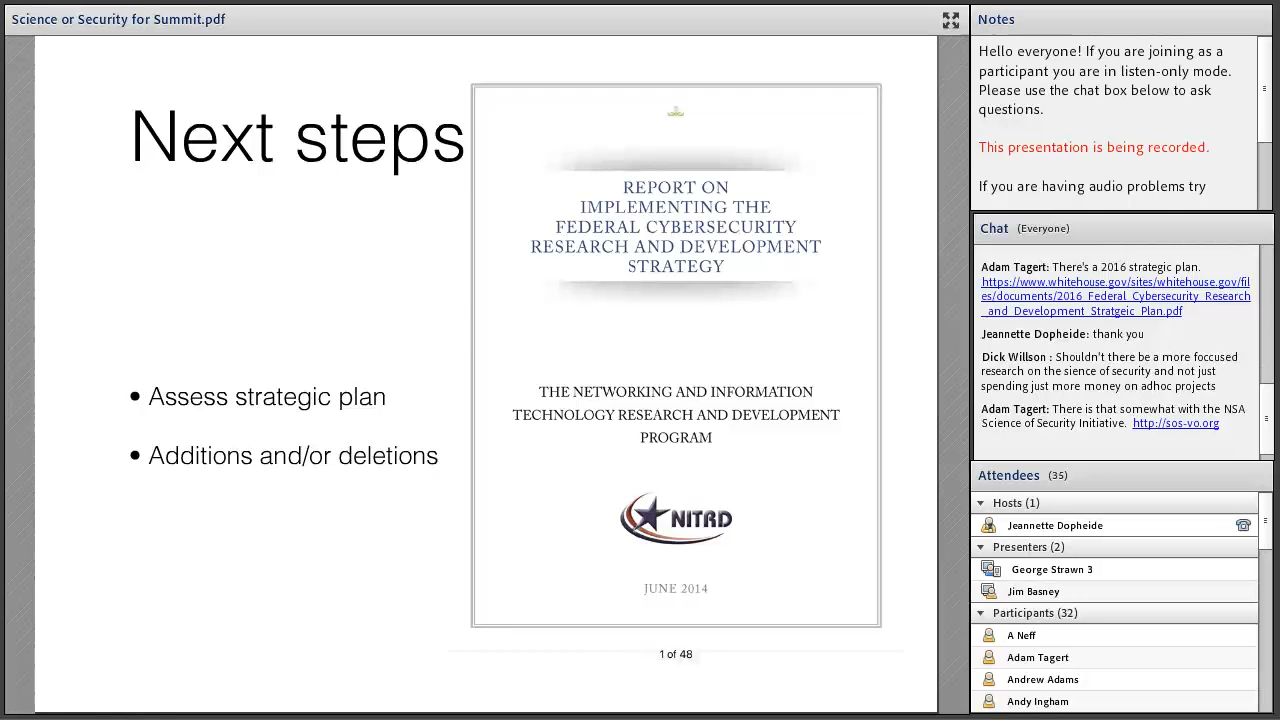 Science or Security for Summit.pdf
Next steps
• Assess strategic plan
• Additions and/or deletions
REPORT ON
IMPLEMENTING THE
FEDERAL CYBERSECURITY
RESEARCH AND DEVELOPMENT
STRATEGY
THE NETWORKING AND INFORMATION
TECHNOLOGY RESEARCH AND DEVELOPMENT
PROGRAM
NITRD
JUNE 2014
1 of 48
Notes
Hello everyone! If you are joining as a
participant you are in listen-only mode.
Please use the chat box below to ask
questions.
This presentation is being recorded.
If you are having audio problems try
Chat (Everyone)
Adam Tagert: There's a 2016 strategic plan.
https://www.whitehouse.gov/sites/whitehouse.gov/fil
es/documents/2016_Federal_Cybersecurity_Research
_and_Development_Stratgeic_Plan.pdf
Jeannette Dopheide: thank you
Dick Willson : Shouldn't there be a more foccused
research on the sience of security and not just
spending just more money on adhoc projects
Adam Tagert: There is that somewhat with the NSA
Science of Security Initiative. http://sos-vo.org
Attendees (35)
Hosts (1)
Jeannette Dopheide
Presenters (2)
George Strawn 3
Jim Basney
Participants (32)
A Neff
Adam Tagert
Andrew Adams
Andy Ingham